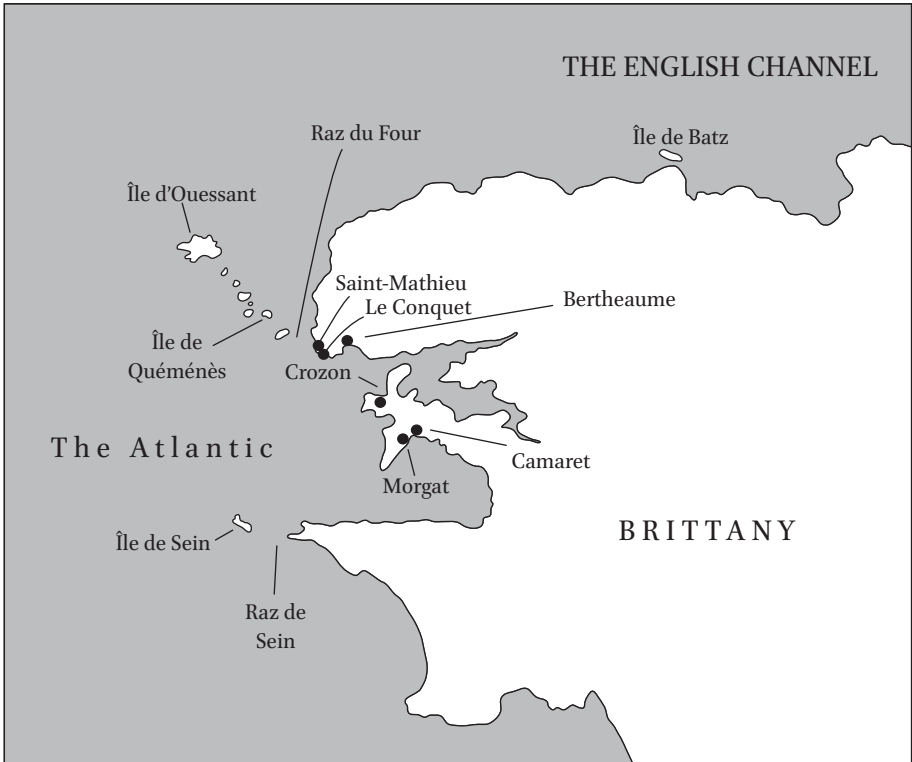 THE ENGLISH CHANNEL
Raz du Four
Île de Batz
Île d'Ouessant
Saint-Mathieu
Le Conquet
Bertheaume
Île de
Quéménès
Crozon
The Atlantic
Camaret
Morgat
BRITTANY
Île de Sein
Raz de
Sein